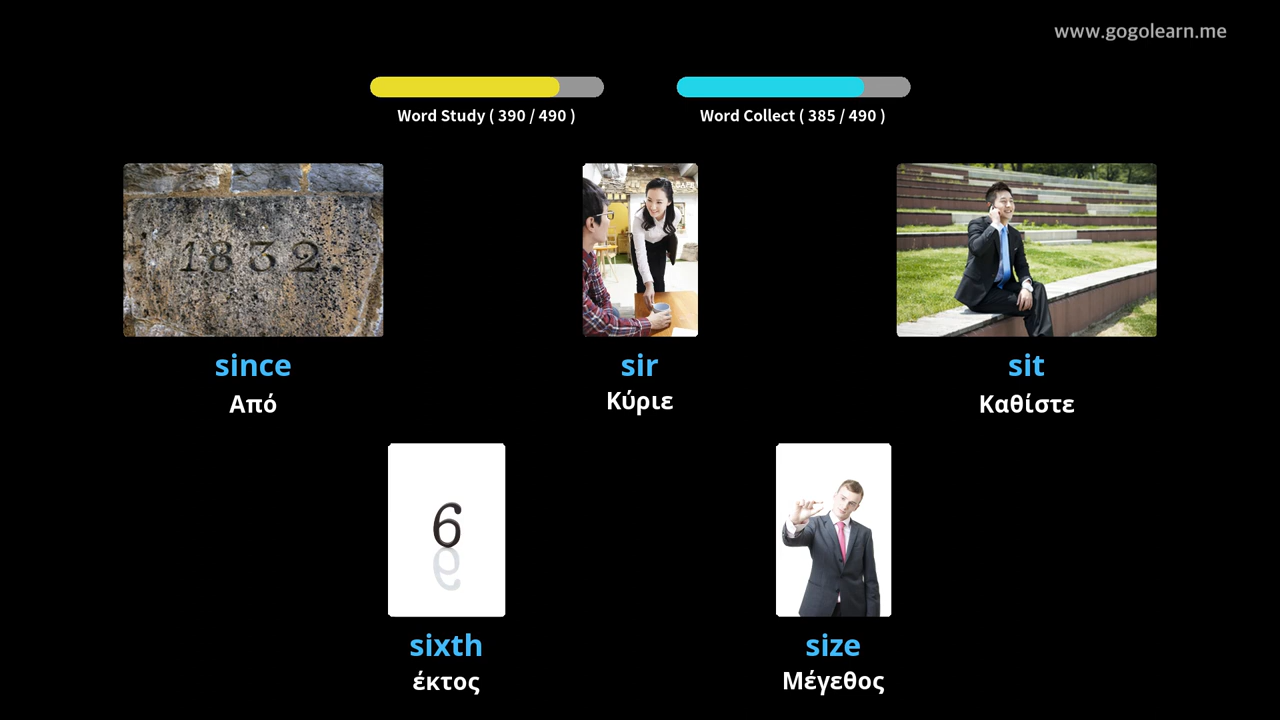 www.gogolearn.me
Word Study ( 390 / 490 )
Word Collect ( 385 / 490 )
1832.
since
Από
sir
Κύριε
sit
Καθίστε
6
sixth
έκτος
size
Μέγεθος